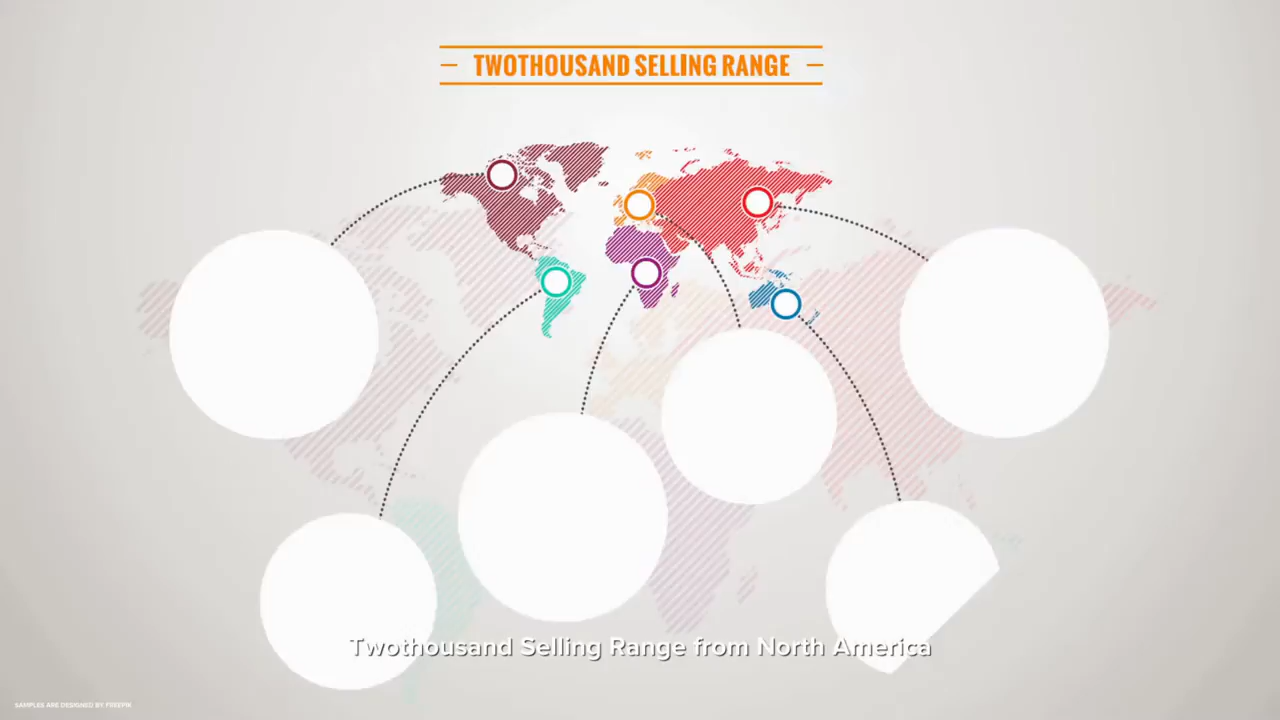 TWOTHOUSAND SELLING RANGE
Twothousand Selling Range from North America
SAMPLES ARE DESIGNED BY FREEPIK